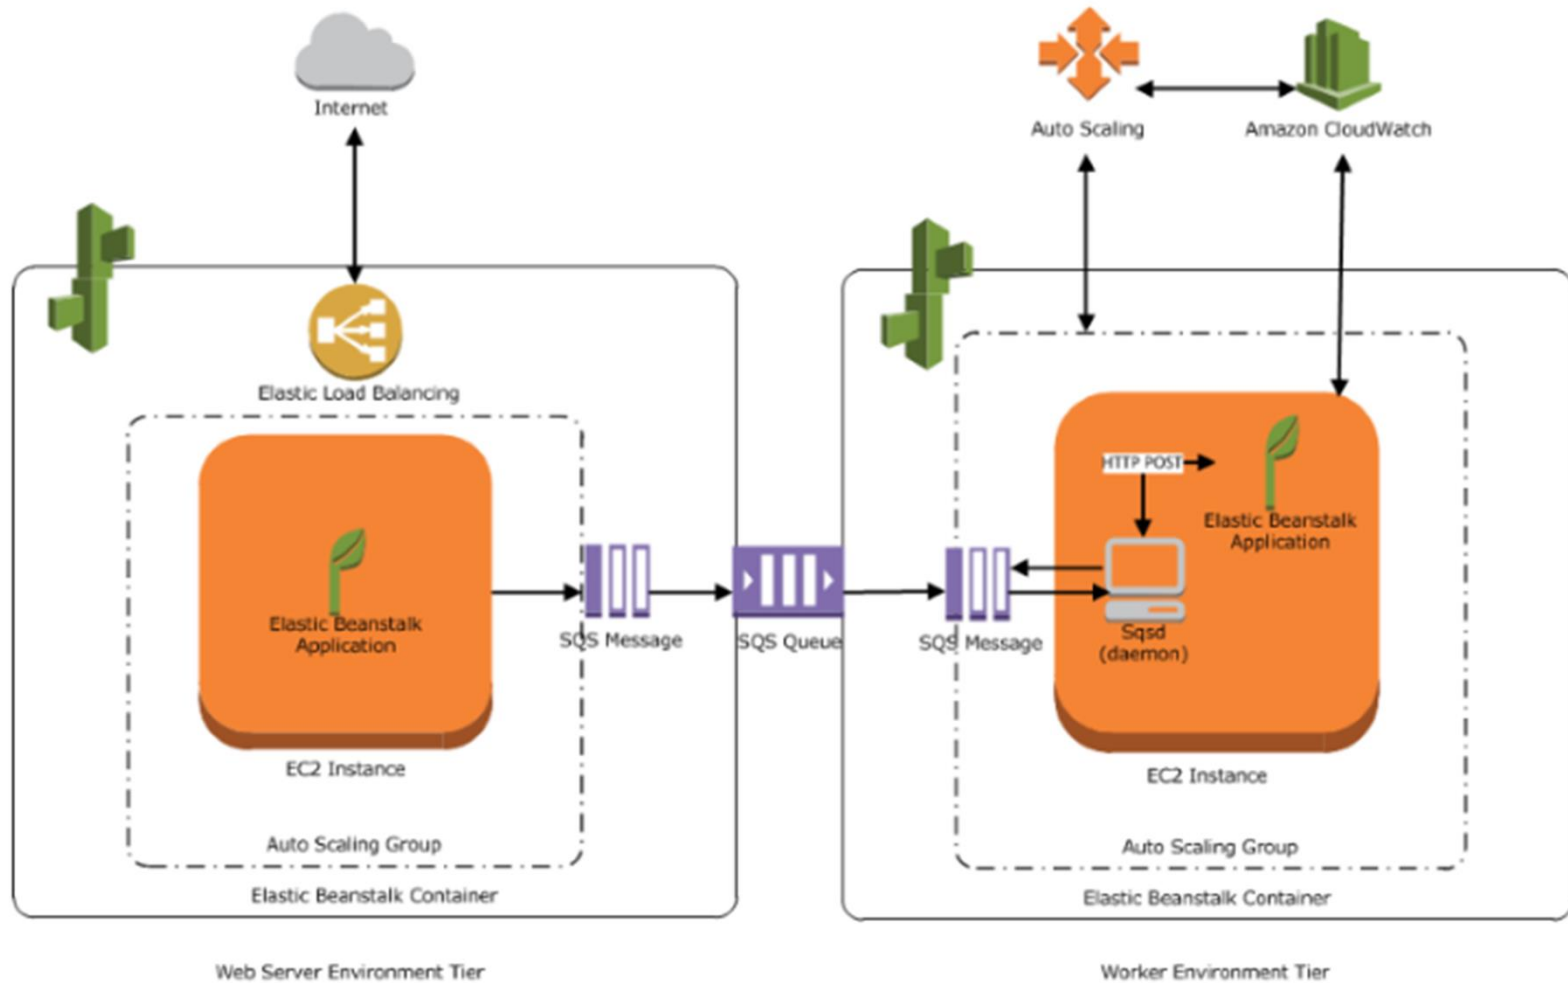 Internet
Auto Scaling
Amazon CloudWatch
Elastic Load Balancing
HTTP POST
Elastic Beanstalk
Application
Elastic Beanstalk
Application
SQS Message
SQS Queue
SQS Message
Sqsd
(daemon)
EC2 Instance
EC2 Instance
Auto Scaling Group
Auto Scaling Group
Elastic Beanstalk Container
Elastic Beanstalk Container
Web Server Environment Tier
Worker Environment Tier